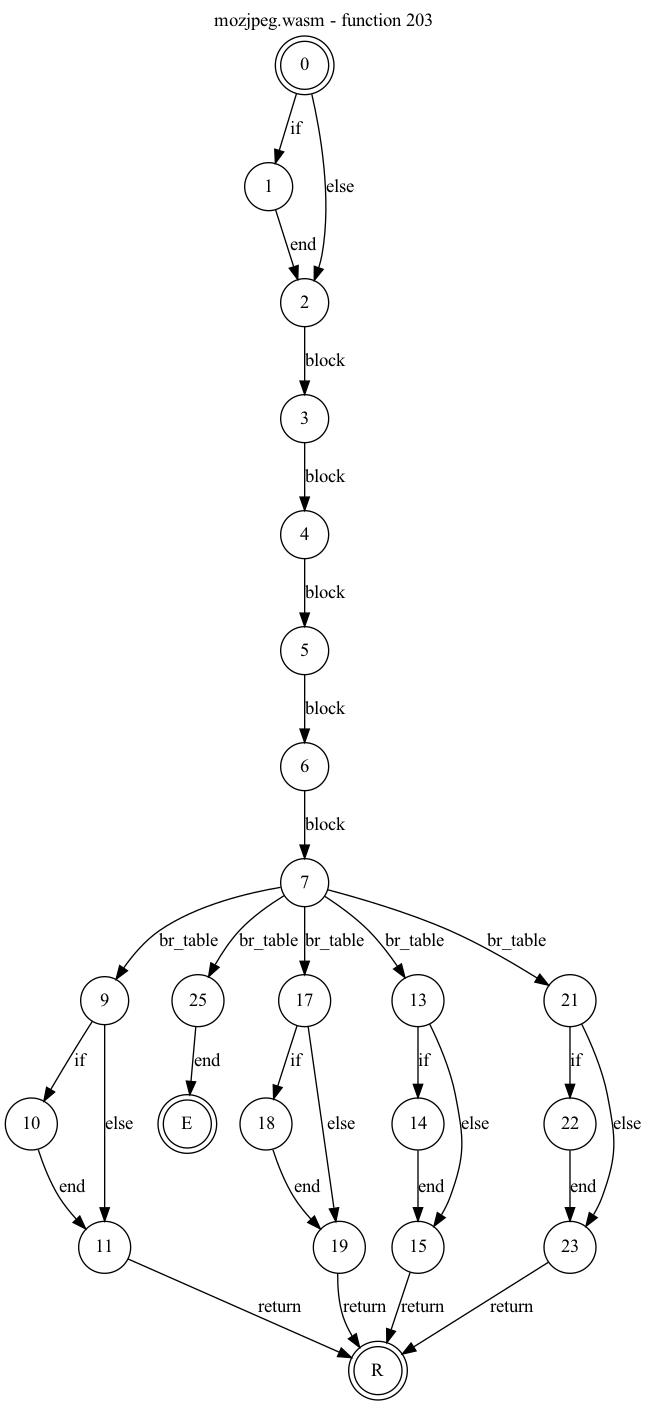 mozjpeg.wasm - function 203
0
if
1
else
end
2
block
3
block
4
block
5
block
6
block
7
br_table br_table br_table br_table br_table
9 25 17 13 21
if end if if if
10 else E 18 else 14 else 22 else
end end end end
11 19 15 23
return return return return
R